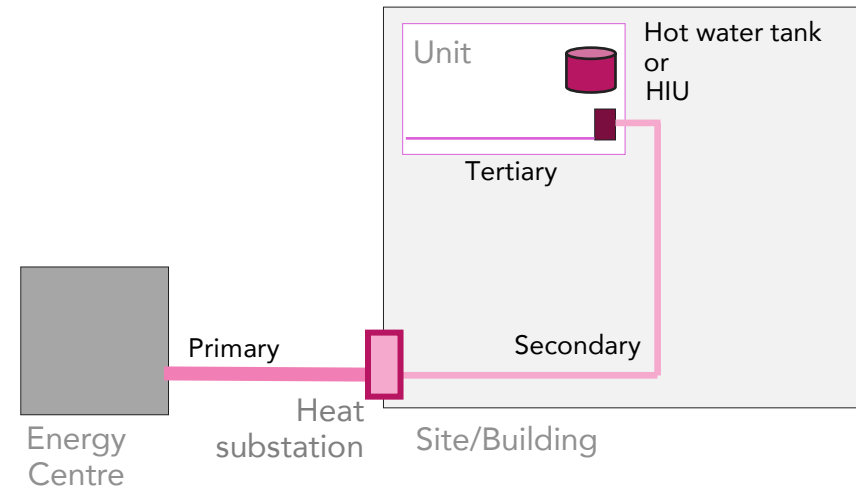 Unit
Hot water tank
or
HIU
Tertiary
Primary
Secondary
Heat
substation
Site/Building
Energy
Centre